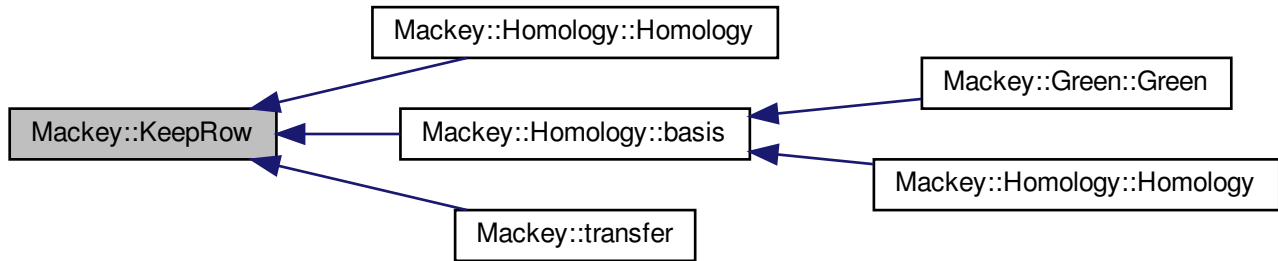 Mackey::Homology::Homology
Mackey::Green::Green
Mackey::KeepRow
Mackey::Homology::basis
Mackey::Homology::Homology
Mackey::transfer